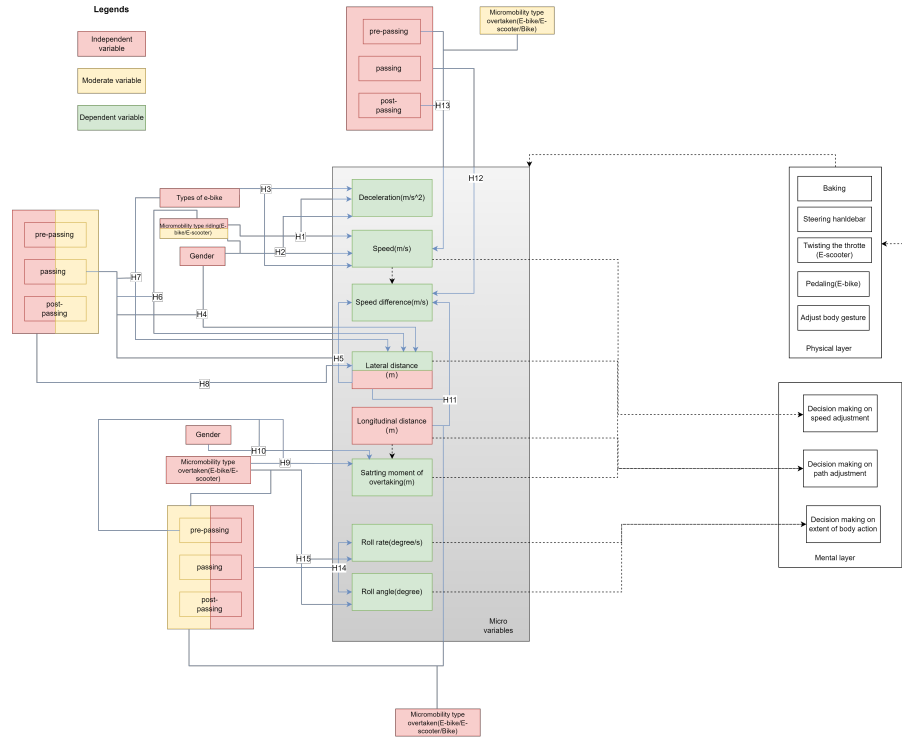 Legends
Independent
variable
Moderate variable
Dependent variable
pre-passing
passing
post-
passing
Micromobility type
overtaken(E-bike/E-
scooter/Bike)
H13
H12
Types of e-bike
H3
Micromobility type riding(E-
bike/E-scooter)
H1
Gender
H2
pre-passing
passing
post-
passing
H7
H6
H4
H5
H8
Deceleration(m/s^2)
Speed(m/s)
Speed difference(m/s)
Lateral distance
(m)
H11
Longitudinal distance
(m)
Satrting moment of
overtaking(m)
Roll rate(degree/s)
Roll angle(degree)
Micro
variables
Gender
H10
Micromobility type
overtaken(E-bike/E-
scooter)
H9
pre-passing
passing
post-
passing
H15
H14
Micromobility type
overtaken(E-bike/E-
scooter/Bike)
Baking
Steering hanldebar
Twisting the throtte
(E-scooter)
Pedaling(E-bike)
Adjust body gesture
Physical layer
Decision making on
speed adjustment
Decision making on
path adjustment
Decision making on
extent of body action
Mental layer